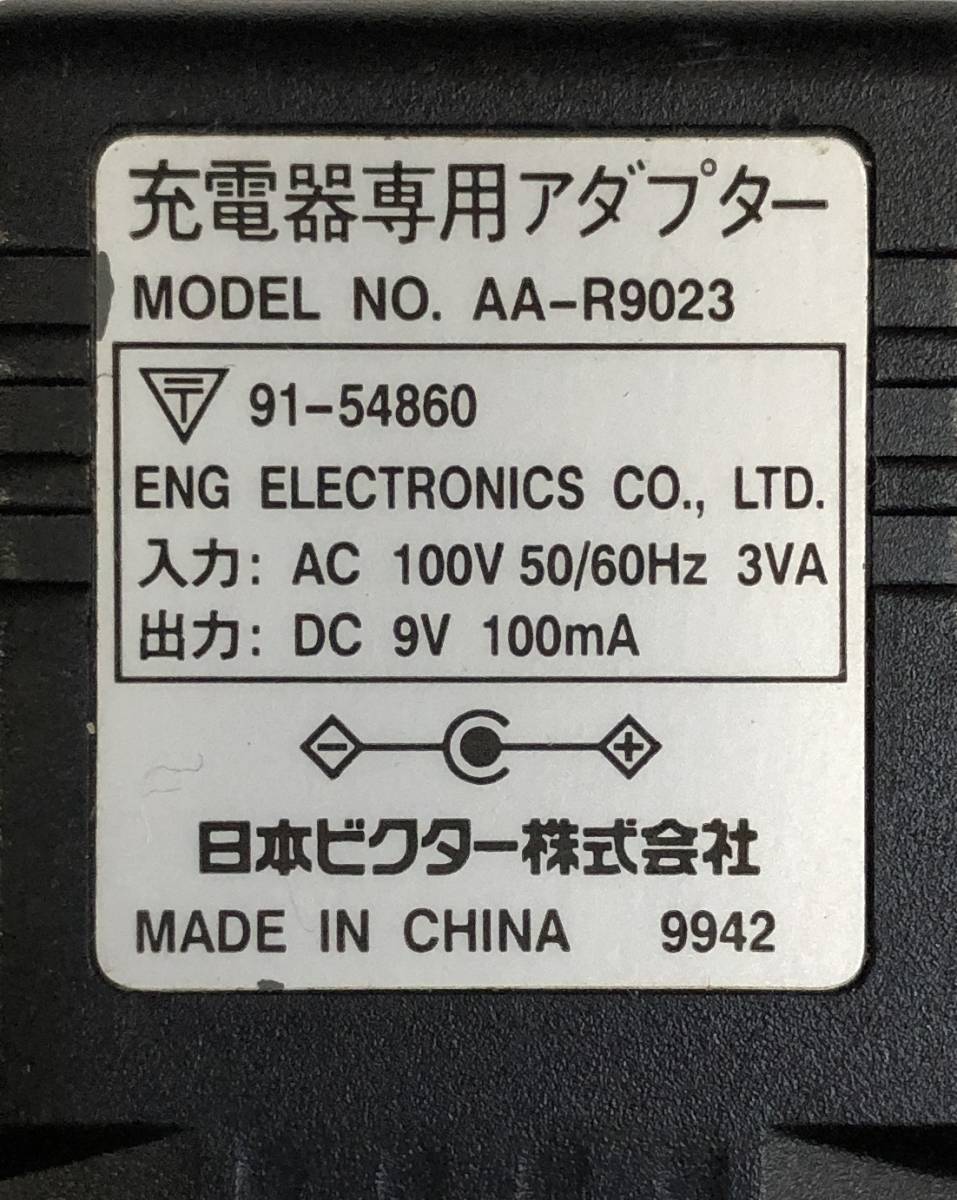 充電器専用アダプター
MODEL NO. AA-R9023
91-54860
ENG ELECTRONICS CO., LTD.
入力: AC 100V 50/60Hz 3VA
出力: DC 9V 100mA
日本ビクター株式会社
MADE IN CHINA 9942